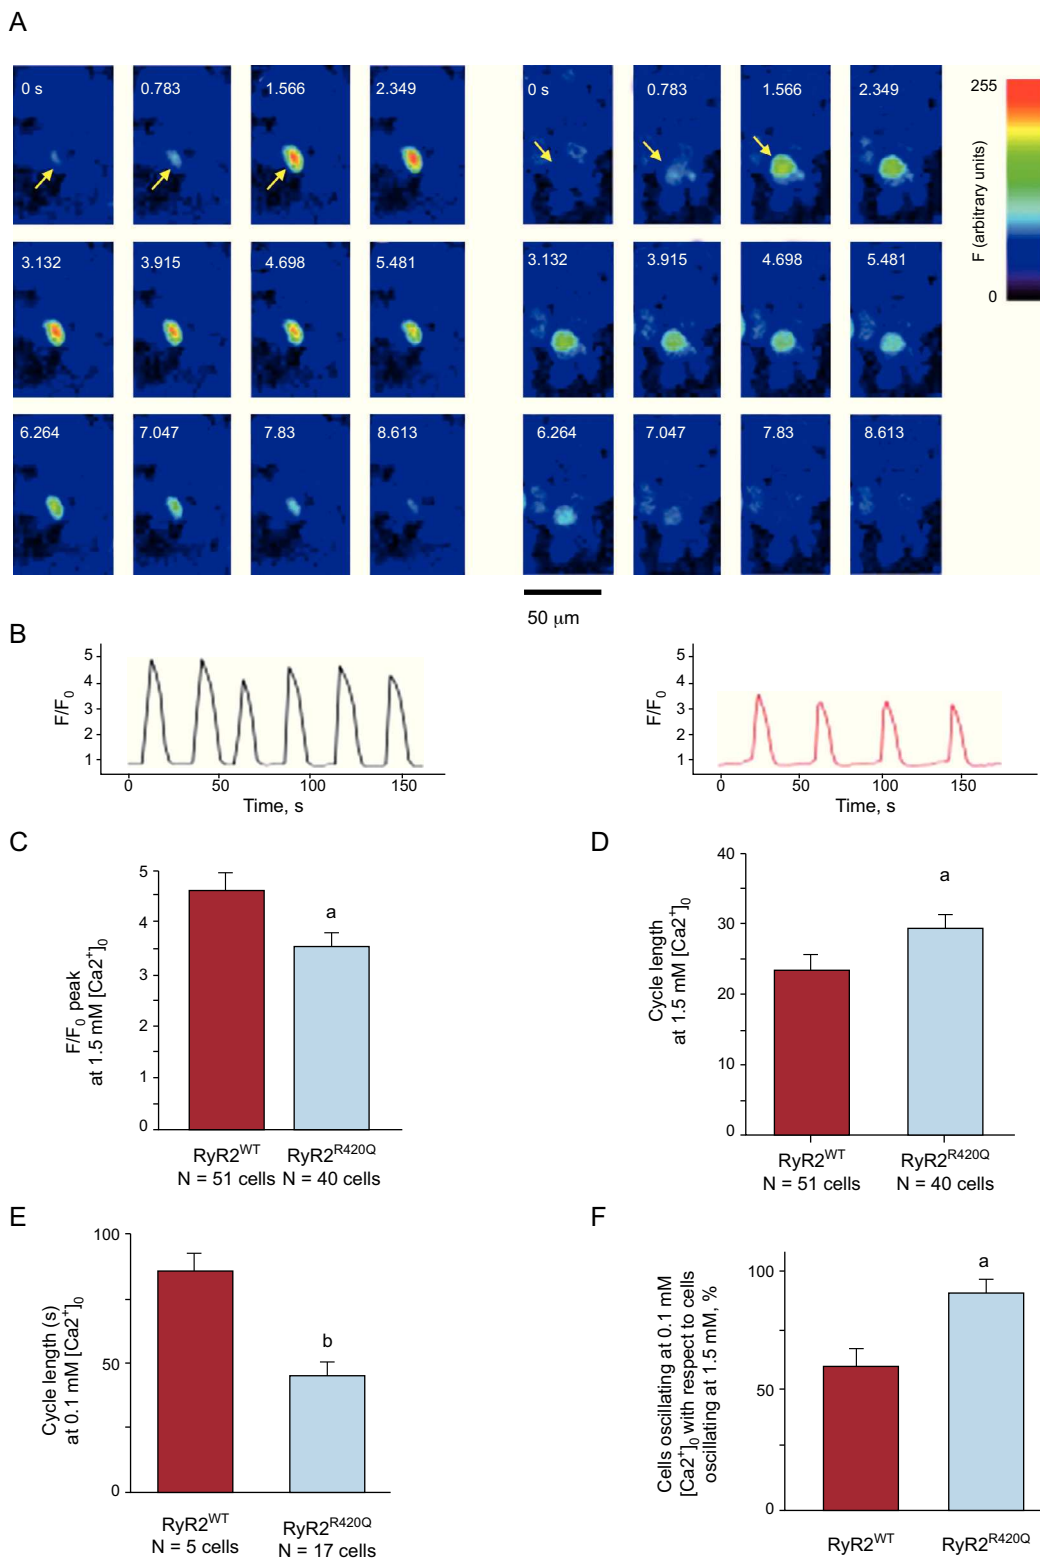 A
0 s 0.783 1.566 2.349
0 s 0.783 1.566 2.349
255
F (arbitrary units)
0
3.132 3.915 4.698 5.481
3.132 3.915 4.698 5.481
6.264 7.047 7.83 8.613
6.264 7.047 7.83 8.613
50 μm
B
5
4
3
2
1
F/F0
0 50 100 150
Time, s
5
4
3
2
1
F/F0
0 50 100 150
Time, s
C
5
4
3
2
1
0
F/F0 peak
at 1.5 mM [Ca2+]0
a
RyR2WT RyR2R420Q
N = 51 cells N = 40 cells
D
40
30
20
10
0
Cycle length
at 1.5 mM [Ca2+]0
a
RyR2WT RyR2R420Q
N = 51 cells N = 40 cells
E
100
50
0
Cycle length (s)
at 0.1 mM [Ca2+]0
b
RyR2WT RyR2R420Q
N = 5 cells N = 17 cells
F
100
50
0
Cells oscillating at 0.1 mM
[Ca2+]0 with respect to cells
oscillating at 1.5 mM, %
a
RyR2WT RyR2R420Q